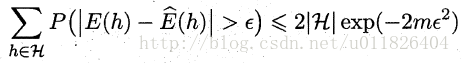 ∑_{h∈ℋ} P(|E(h) − Ê(h)| > ϵ) ⩽ 2|ℋ| exp(−2mϵ²)
http://blog.csdn.net/u011826404